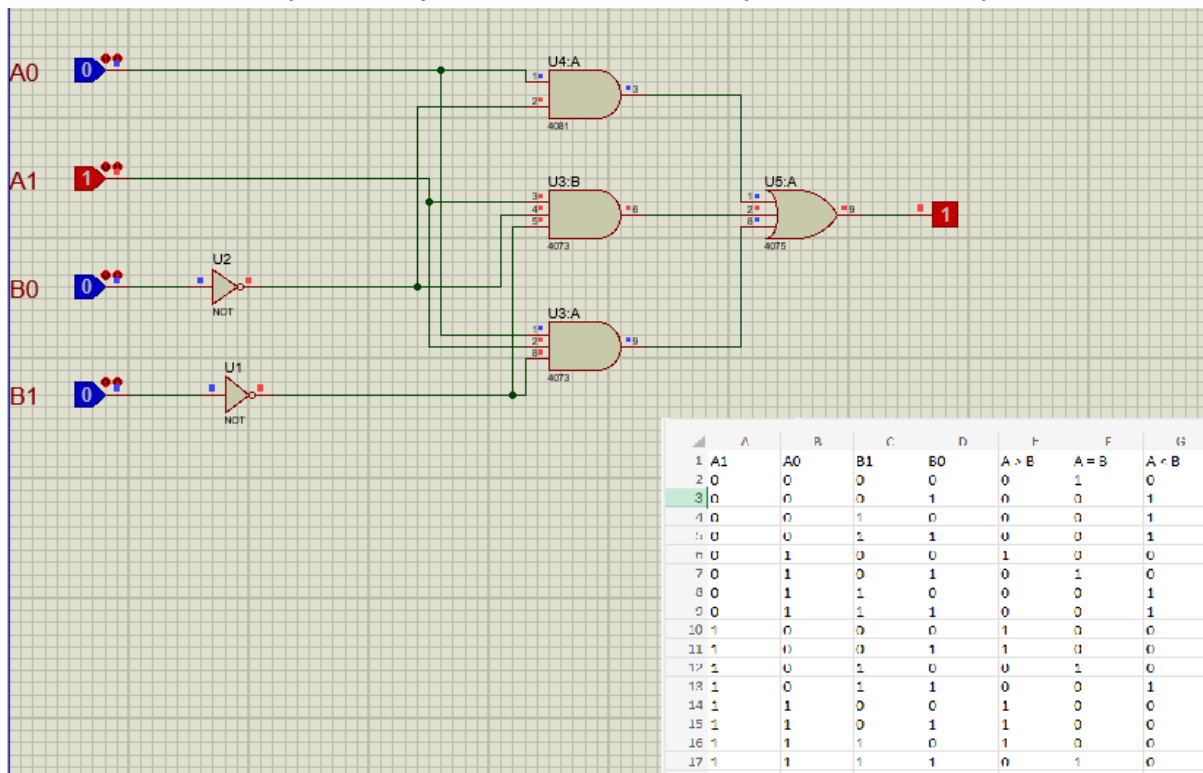 A0
0
U4:A
1
2
3
4081
A1
1
U3:B
3
4
5
6
4073
U5:A
1
2
8
9
4075
1
B0
0
U2
NOT
U3:A
1
2
8
9
4073
B1
0
U1
NOT
A B C D E F G
1 A1 A0 B1 B0 A > B A = B A < B
2 0 0 0 0 0 1 0
3 0 0 0 1 0 0 1
4 0 0 1 0 0 0 1
5 0 0 1 1 0 0 1
6 0 1 0 0 1 0 0
7 0 1 0 1 0 1 0
8 0 1 1 0 0 0 1
9 0 1 1 1 0 0 1
10 1 0 0 0 1 0 0
11 1 0 0 1 1 0 0
12 1 0 1 0 0 1 0
13 1 0 1 1 0 0 1
14 1 1 0 0 1 0 0
15 1 1 0 1 1 0 0
16 1 1 1 0 1 0 0
17 1 1 1 1 0 1 0